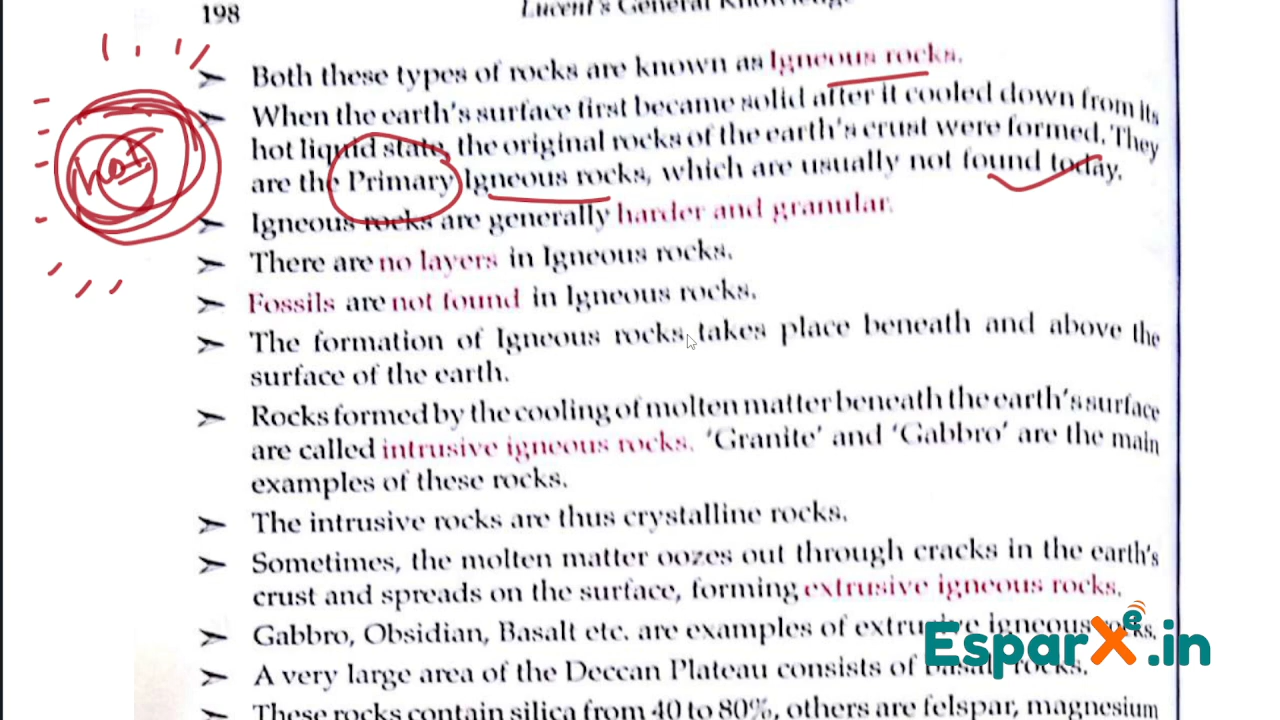 198
Lucent's General Knowledge
➤ Both these types of rocks are known as Igneous rocks.
➤ When the earth's surface first became solid after it cooled down from its
hot liquid state, the original rocks of the earth's crust were formed. They
are the Primary Igneous rocks, which are usually not found today.
hot
➤ Igneous rocks are generally harder and granular.
➤ There are no layers in Igneous rocks.
➤ Fossils are not found in Igneous rocks.
➤ The formation of Igneous rocks takes place beneath and above the
surface of the earth.
➤ Rocks formed by the cooling of molten matter beneath the earth's surface
are called intrusive igneous rocks. 'Granite' and 'Gabbro' are the main
examples of these rocks.
➤ The intrusive rocks are thus crystalline rocks.
➤ Sometimes, the molten matter oozes out through cracks in the earth's
crust and spreads on the surface, forming extrusive igneous rocks.
➤ Gabbro, Obsidian, Basalt etc. are examples of extrusive igneous rocks.
EsparXe.in
➤ A very large area of the Deccan Plateau consists of Basalt rocks.
➤ These rocks contain silica from 40 to 80%, others are felspar, magnesium